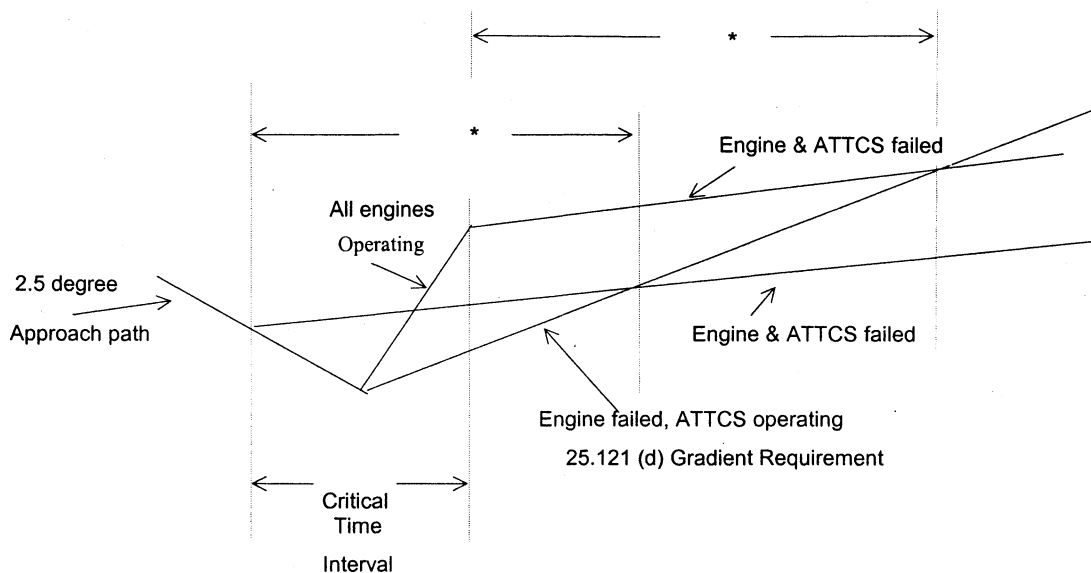 *
*
Engine & ATTCS failed
All engines
Operating
2.5 degree
Approach path
Engine & ATTCS failed
Engine failed, ATTCS operating
25.121 (d) Gradient Requirement
Critical
Time
Interval